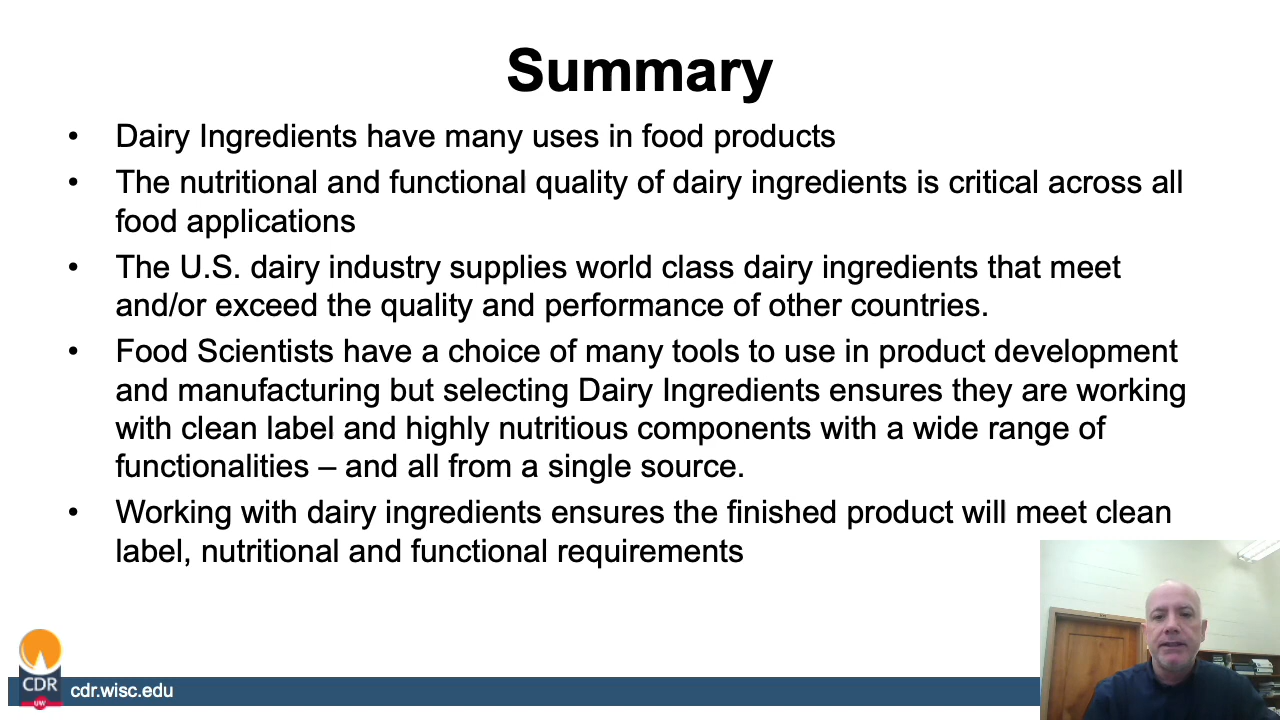 Summary
• Dairy Ingredients have many uses in food products
• The nutritional and functional quality of dairy ingredients is critical across all
food applications
• The U.S. dairy industry supplies world class dairy ingredients that meet
and/or exceed the quality and performance of other countries.
• Food Scientists have a choice of many tools to use in product development
and manufacturing but selecting Dairy Ingredients ensures they are working
with clean label and highly nutritious components with a wide range of
functionalities – and all from a single source.
• Working with dairy ingredients ensures the finished product will meet clean
label, nutritional and functional requirements
CDR
UW
cdr.wisc.edu